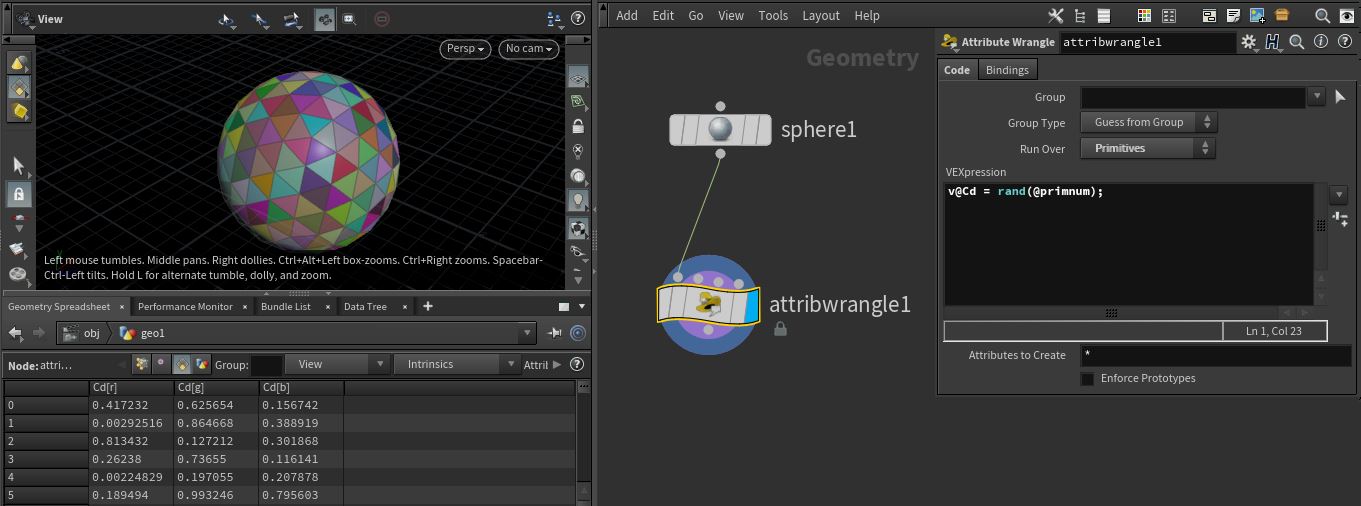 View
Persp
No cam
Left mouse tumbles. Middle pans. Right dollies. Ctrl+Alt+Left box-zooms. Ctrl+Right zooms. Spacebar-
Ctrl-Left tilts. Hold L for alternate tumble, dolly, and zoom.
Geometry Spreadsheet
Performance Monitor
Bundle List
Data Tree
obj
geo1
Node: attri...
Group:
View
Intrinsics
Attril
Cd[r] Cd[g] Cd[b]
0 0.417232 0.625654 0.156742
1 0.00292516 0.864668 0.388919
2 0.813432 0.127212 0.301868
3 0.26238 0.73655 0.116141
4 0.00224829 0.197055 0.207878
5 0.189494 0.993246 0.795603
Add Edit Go View Tools Layout Help
Geometry
sphere1
attribwrangle1
Attribute Wrangle attribwrangle1
Code Bindings
Group
Group Type Guess from Group
Run Over Primitives
VEXpression
v@Cd = rand(@primnum);
Ln 1, Col 23
Attributes to Create *
Enforce Prototypes